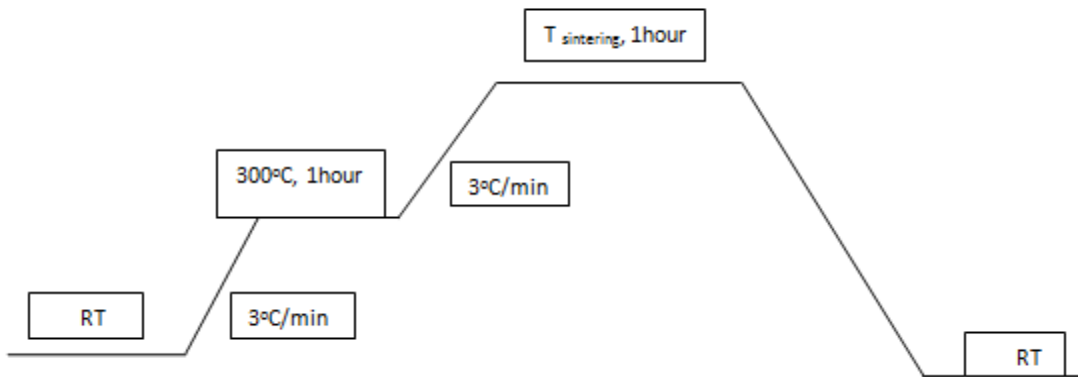 T sintering, 1hour
300ºC, 1hour
3ºC/min
RT
3ºC/min
RT